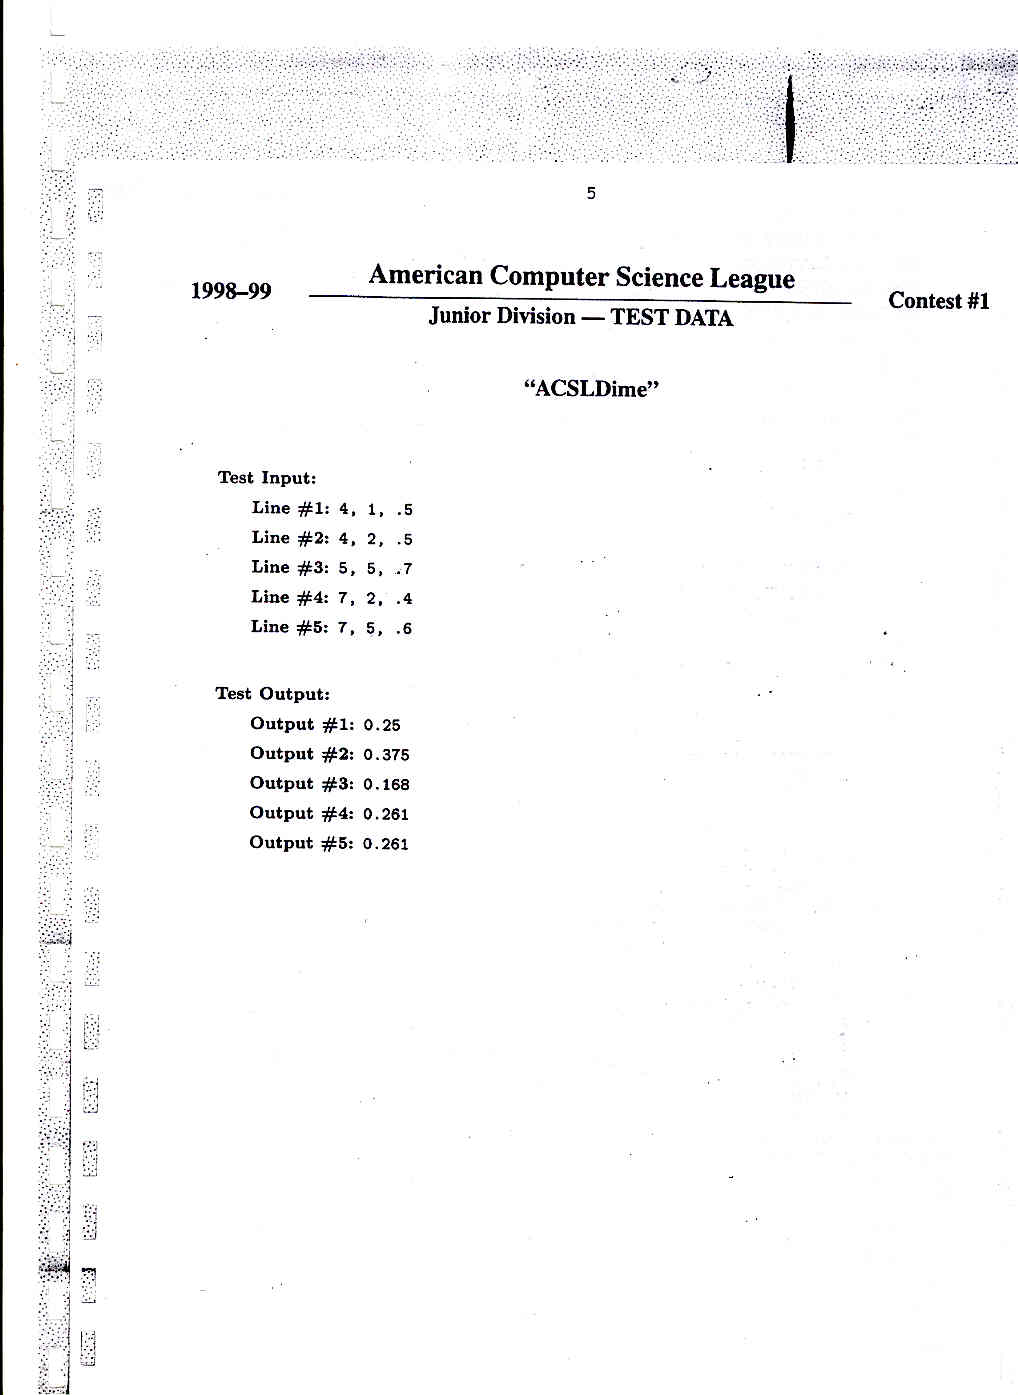 5
1998–99
American Computer Science League
Contest #1
Junior Division — TEST DATA
“ACSLDime”
Test Input:
Line #1: 4, 1, .5
Line #2: 4, 2, .5
Line #3: 5, 5, .7
Line #4: 7, 2, .4
Line #5: 7, 5, .6
Test Output:
Output #1: 0.25
Output #2: 0.375
Output #3: 0.168
Output #4: 0.261
Output #5: 0.261